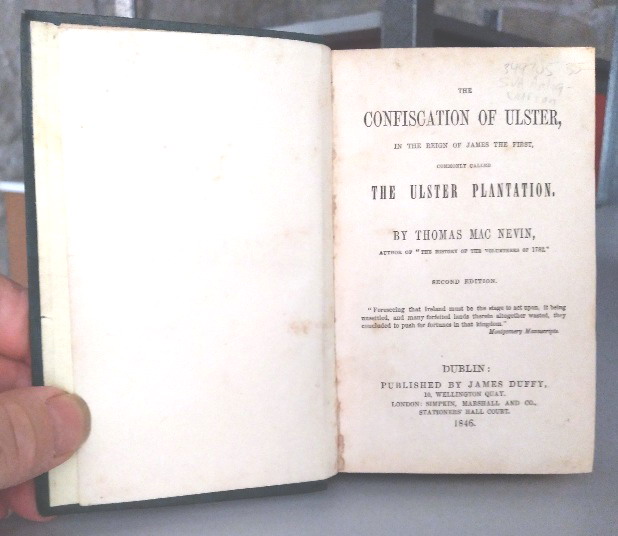 THE
CONFISCATION OF ULSTER,
IN THE REIGN OF JAMES THE FIRST,
COMMONLY CALLED
THE ULSTER PLANTATION.
BY THOMAS MAC NEVIN,
AUTHOR OF "THE HISTORY OF THE VOLUNTEERS OF 1782."
SECOND EDITION.
"Foreseeing that Ireland must be the stage to act upon, it being
unsettled, and many forfeited lands therein altogether wasted, they
concluded to push for fortunes in that kingdom."
Montgomery Manuscripts.
DUBLIN:
PUBLISHED BY JAMES DUFFY,
10, WELLINGTON QUAY.
LONDON: SIMPKIN, MARSHALL AND CO.,
STATIONERS' HALL COURT.
1846.